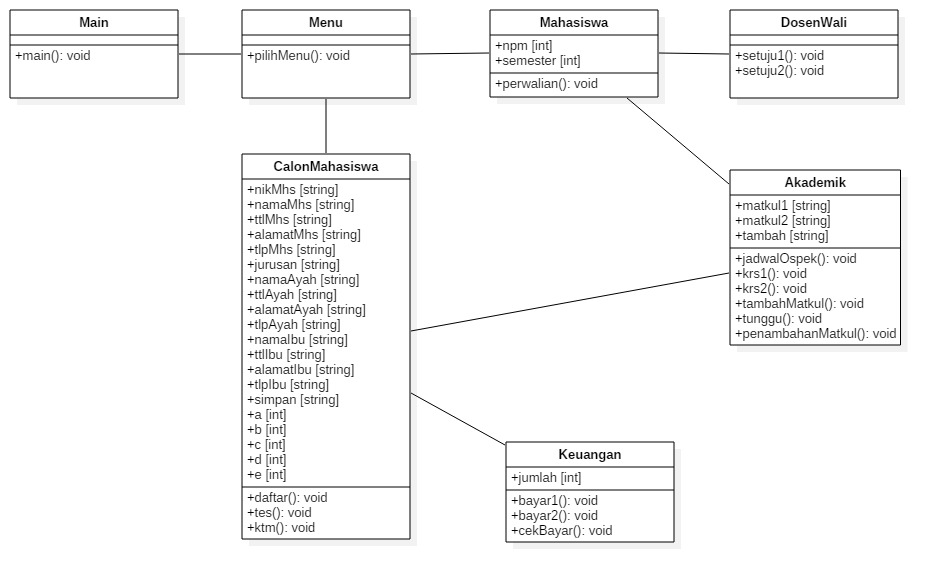 Main
+main(): void
Menu
+pilihMenu(): void
Mahasiswa
+npm [int]
+semester [int]
+perwalian(): void
DosenWali
+setuju1(): void
+setuju2(): void
CalonMahasiswa
+nikMhs [string]
+namaMhs [string]
+ttlMhs [string]
+alamatMhs [string]
+tlpMhs [string]
+jurusan [string]
+namaAyah [string]
+ttlAyah [string]
+alamatAyah [string]
+tlpAyah [string]
+namaIbu [string]
+ttlIbu [string]
+alamatIbu [string]
+tlpIbu [string]
+simpan [string]
+a [int]
+b [int]
+c [int]
+d [int]
+e [int]
+daftar(): void
+tes(): void
+ktm(): void
Akademik
+matkul1 [string]
+matkul2 [string]
+tambah [string]
+jadwalOspek(): void
+krs1(): void
+krs2(): void
+tambahMatkul(): void
+tunggu(): void
+penambahanMatkul(): void
Keuangan
+jumlah [int]
+bayar1(): void
+bayar2(): void
+cekBayar(): void